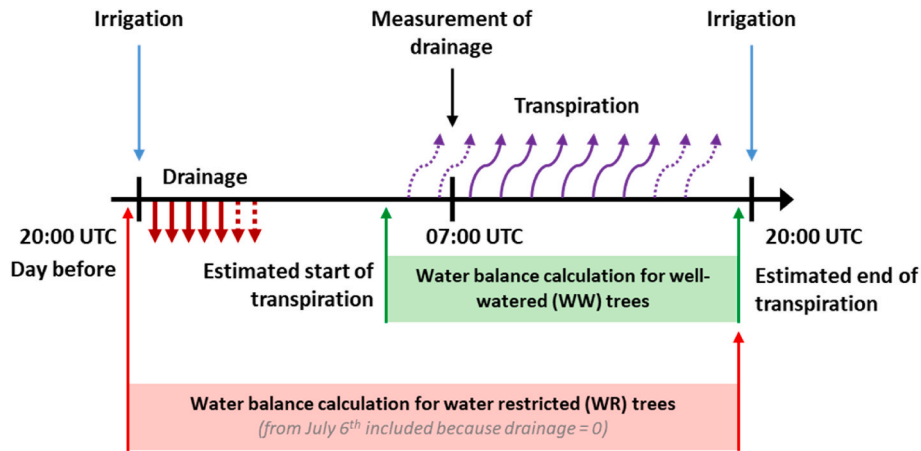 Irrigation
Measurement of
drainage
Irrigation
Transpiration
Drainage
20:00 UTC
Day before
07:00 UTC
20:00 UTC
Estimated start of
transpiration
Water balance calculation for well-
watered (WW) trees
Estimated end of
transpiration
Water balance calculation for water restricted (WR) trees
(from July 6th included because drainage = 0)